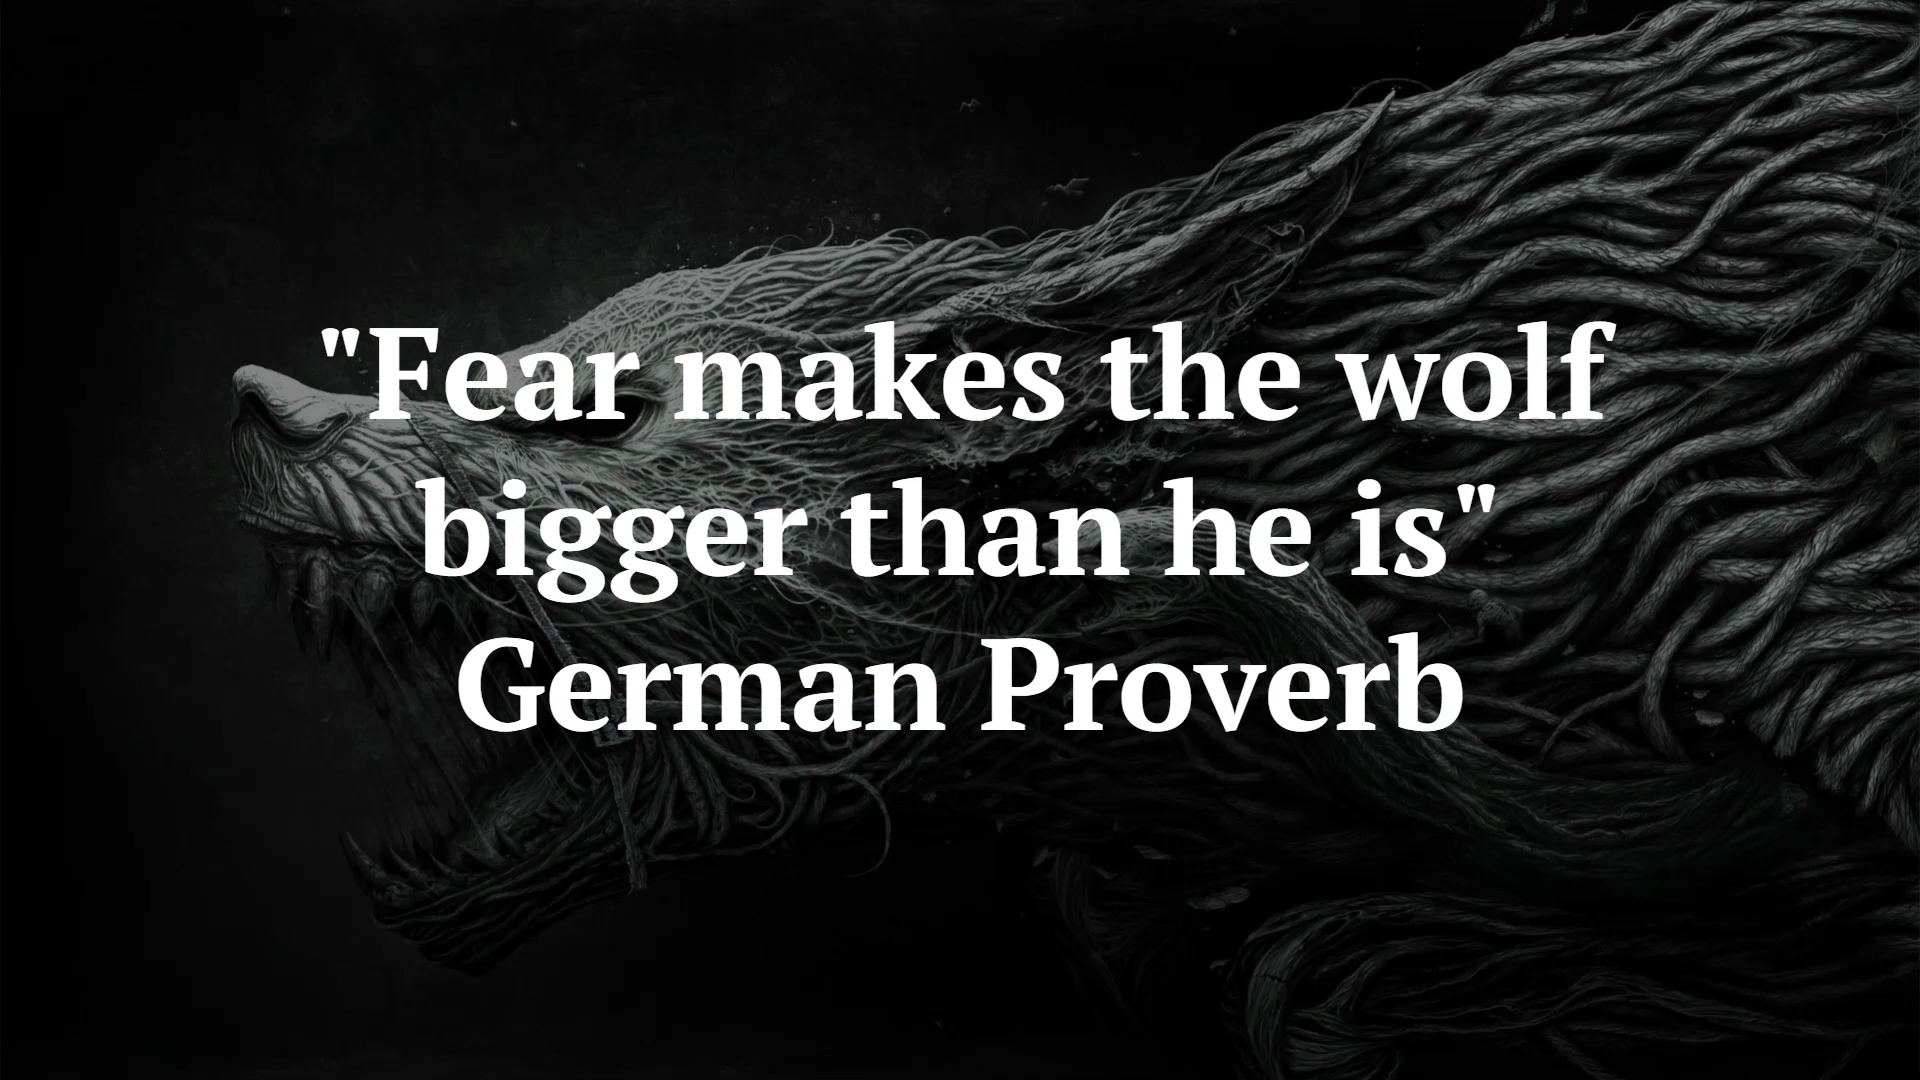 "Fear makes the wolf
bigger than he is"
German Proverb